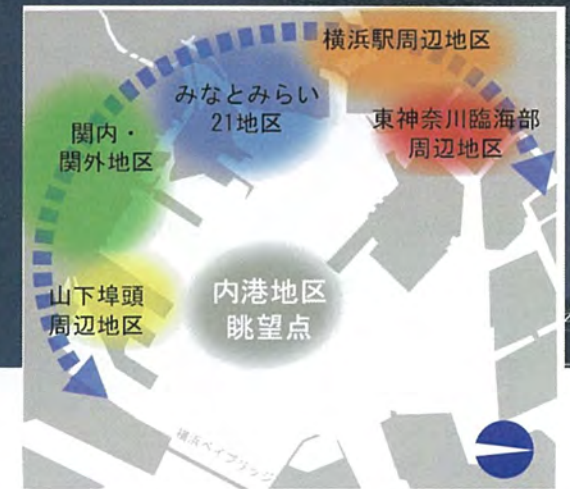 横浜駅周辺地区
みなとみらい
21地区
東神奈川臨海部
周辺地区
関内・
関外地区
山下埠頭
周辺地区
内港地区
眺望点
横浜ベイブリッジ